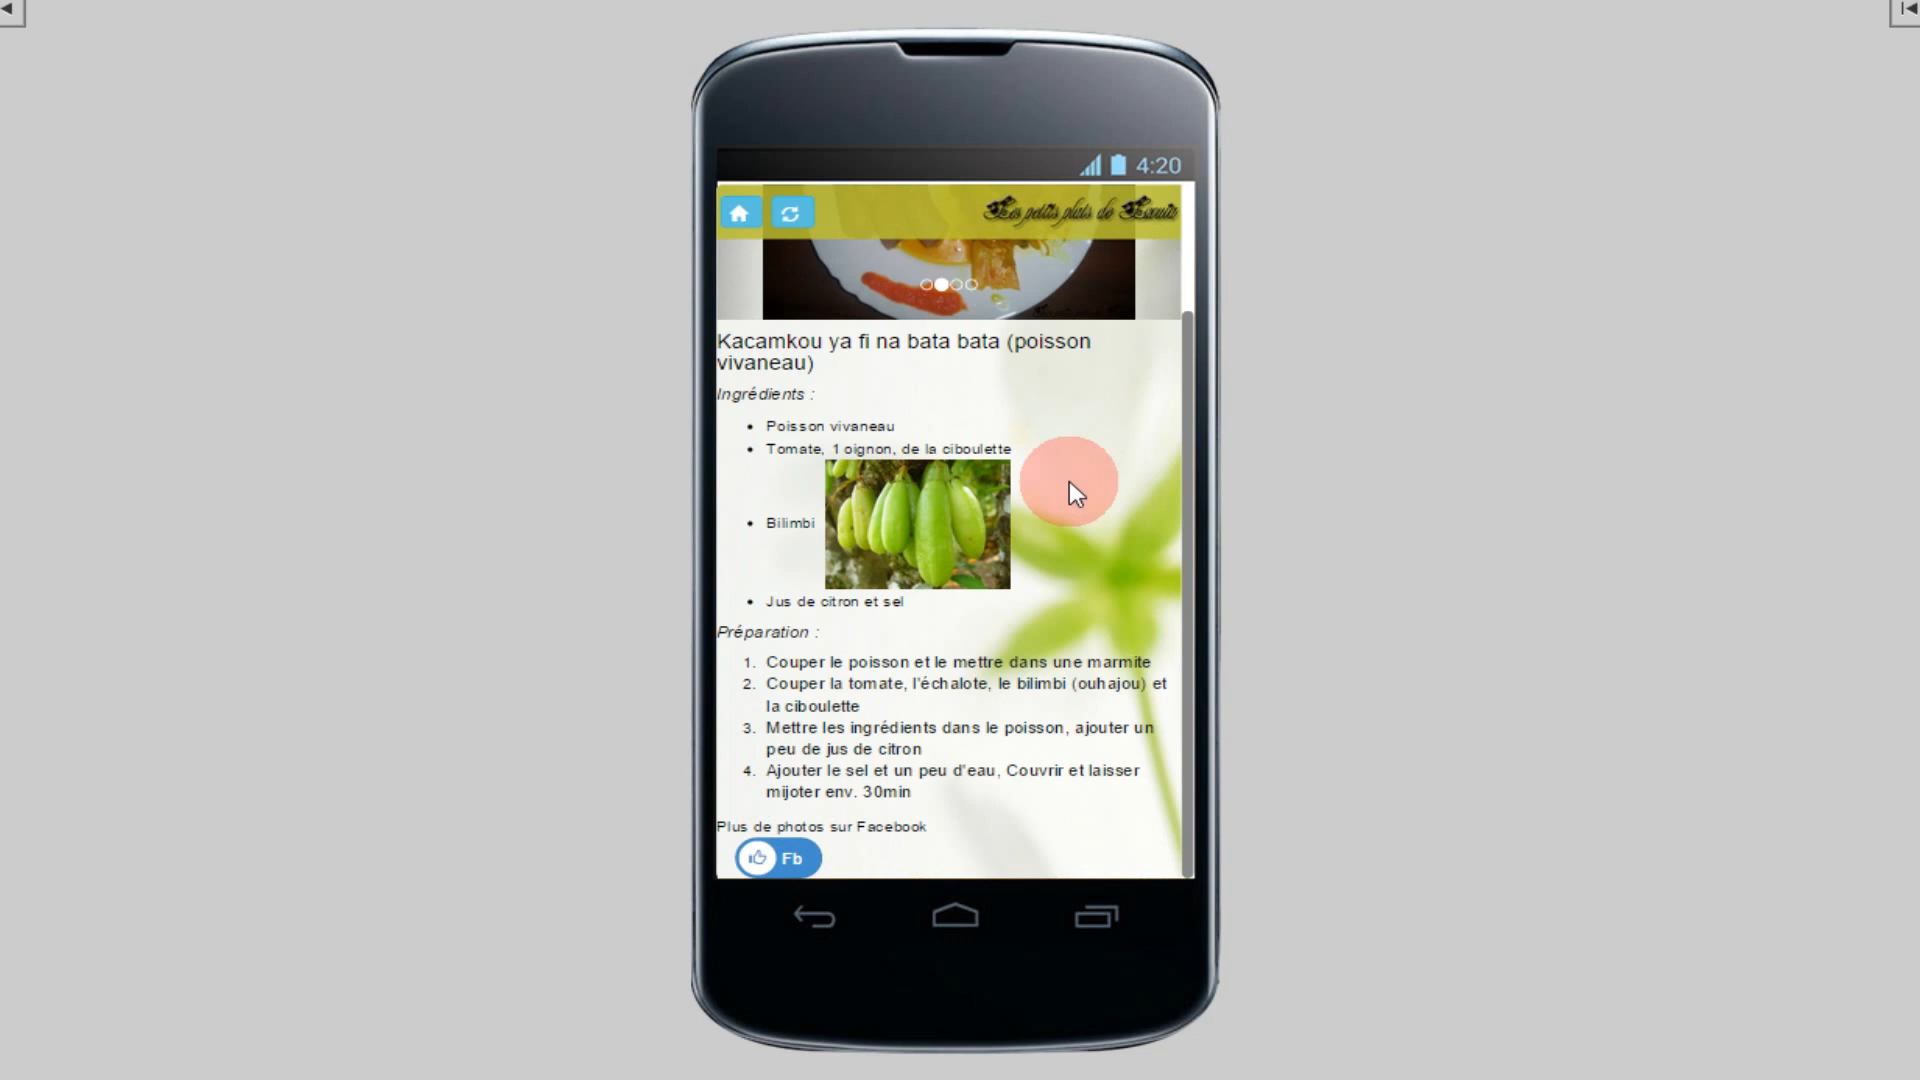 4:20
Les petits plats de
Kacamkou ya fi na bata bata (poisson
vivaneau)
Ingrédients :
• Poisson vivaneau
• Tomate, 1 oignon, de la ciboulette
• Bilimbi
• Jus de citron et sel
Préparation :
1. Couper le poisson et le mettre dans une marmite
2. Couper la tomate, l'échalote, le bilimbi (ouhajou) et
la ciboulette
3. Mettre les ingrédients dans le poisson, ajouter un
peu de jus de citron
4. Ajouter le sel et un peu d'eau, Couvrir et laisser
mijoter env. 30min
Plus de photos sur Facebook
Fb